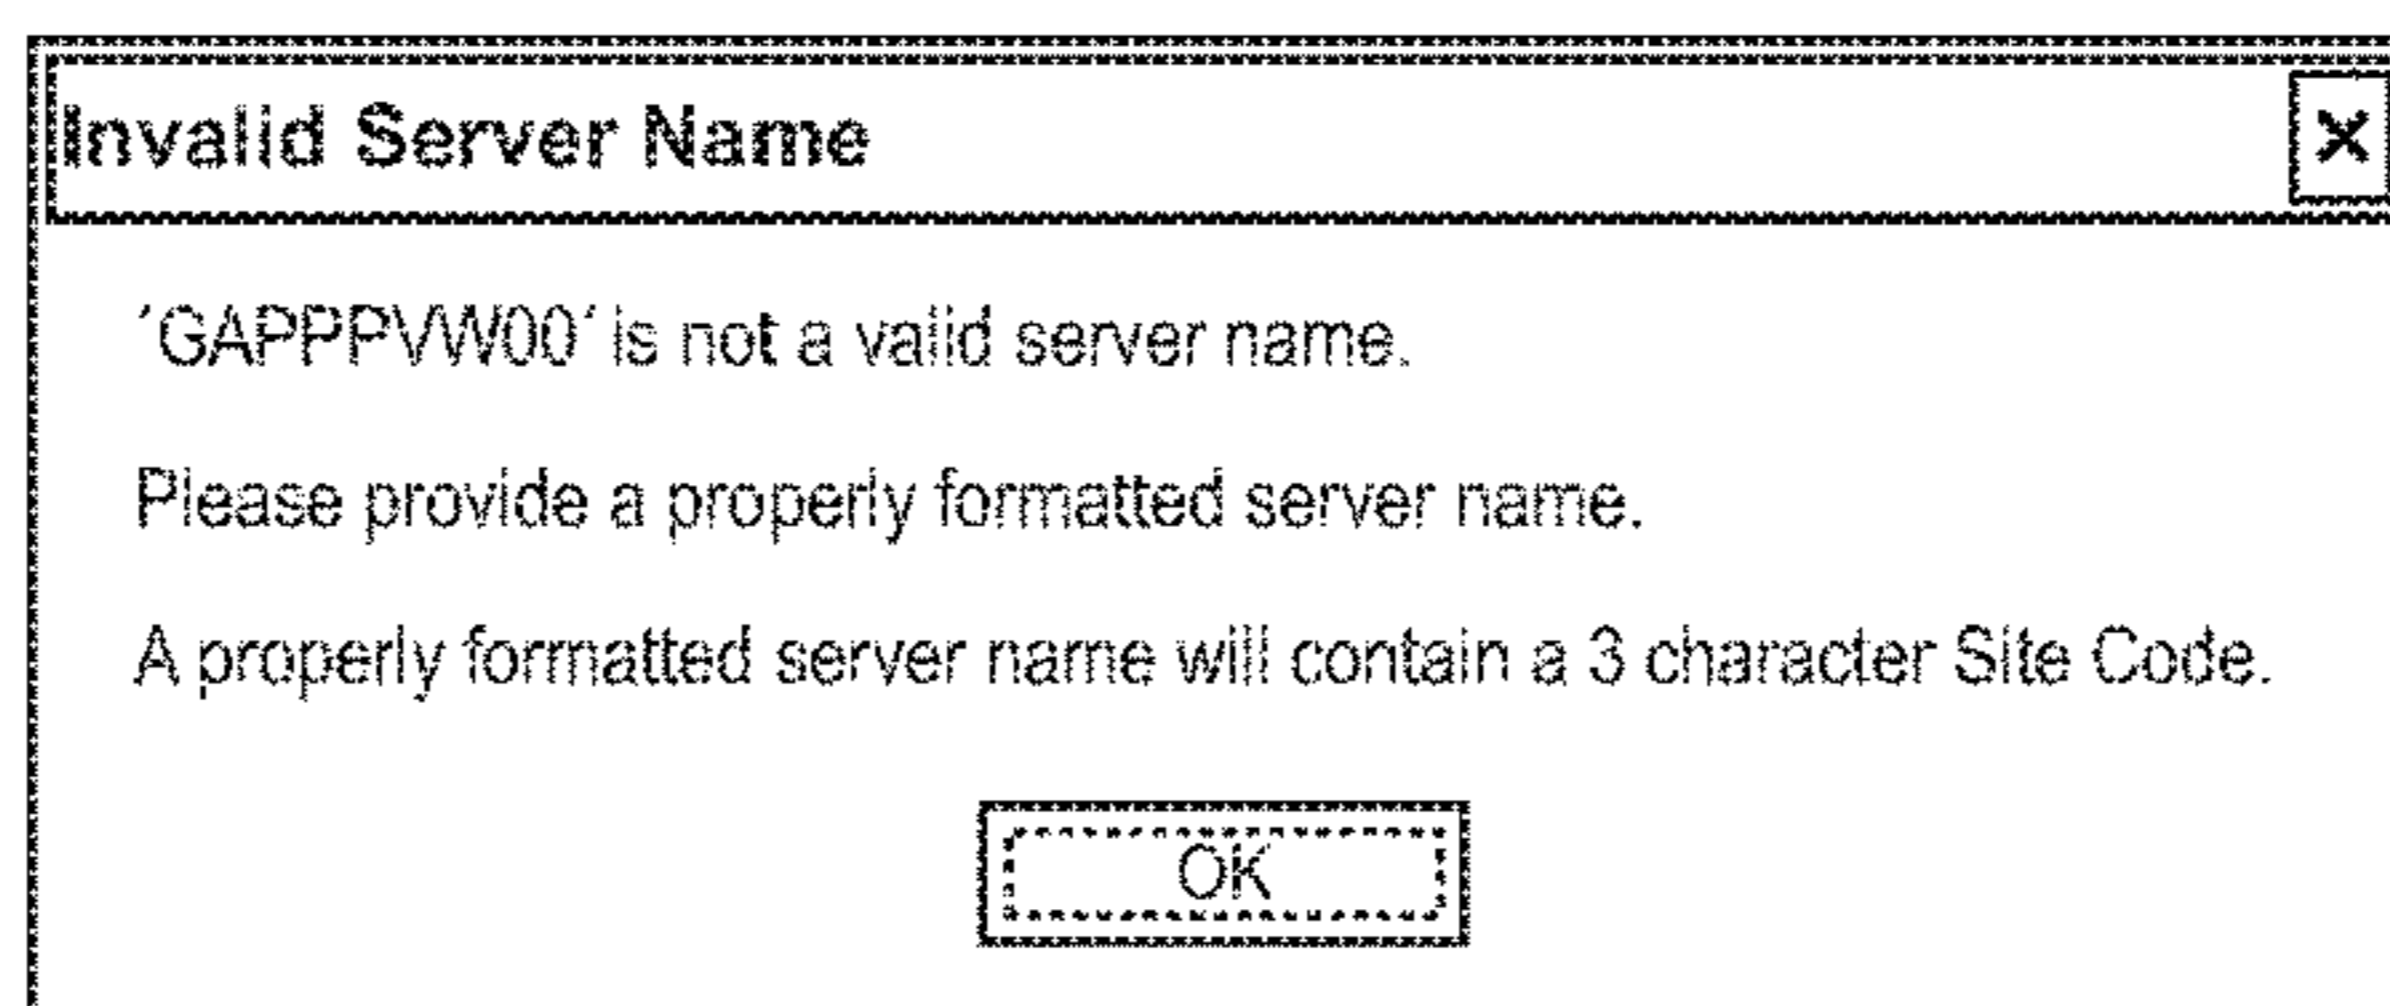 Invalid Server Name
X
'GAPPPVW00' is not a valid server name.
Please provide a properly formatted server name.
A properly formatted server name will contain a 3 character Site Code.
OK